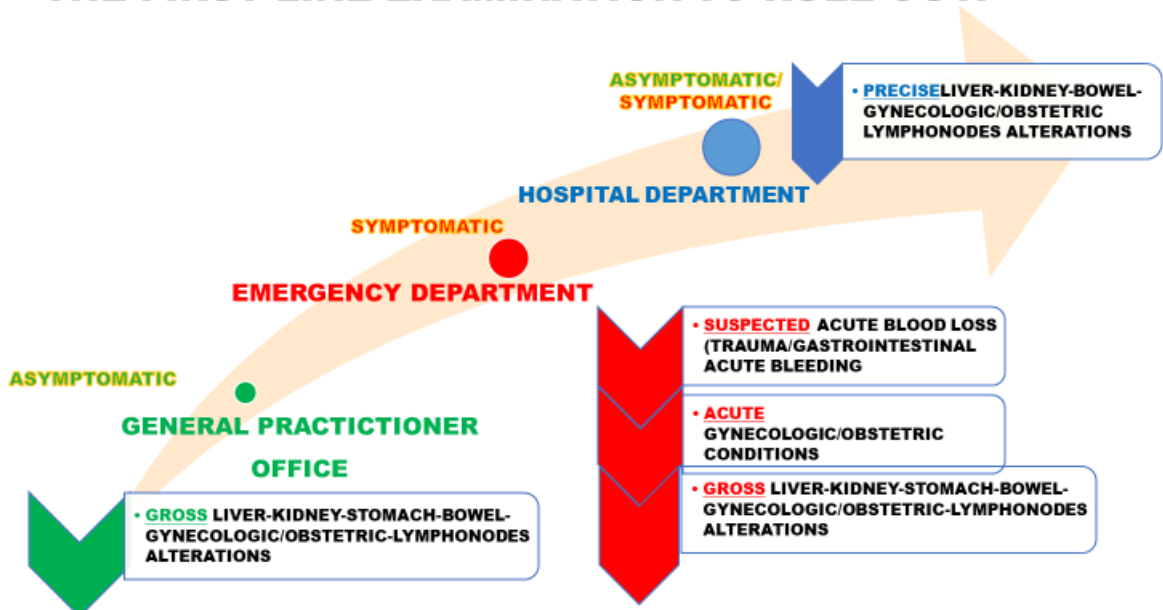 ASYMPTOMATIC/
SYMPTOMATIC
• PRECISELIVER-KIDNEY-BOWEL-
GYNECOLOGIC/OBSTETRIC
LYMPHONODES ALTERATIONS
HOSPITAL DEPARTMENT
SYMPTOMATIC
EMERGENCY DEPARTMENT
• SUSPECTED ACUTE BLOOD LOSS
(TRAUMA/GASTROINTESTINAL
ACUTE BLEEDING
• ACUTE
GYNECOLOGIC/OBSTETRIC
CONDITIONS
• GROSS LIVER-KIDNEY-STOMACH-BOWEL-
GYNECOLOGIC/OBSTETRIC-LYMPHONODES
ALTERATIONS
ASYMPTOMATIC
GENERAL PRACTICTIONER
OFFICE
• GROSS LIVER-KIDNEY-STOMACH-BOWEL-
GYNECOLOGIC/OBSTETRIC-LYMPHONODES
ALTERATIONS